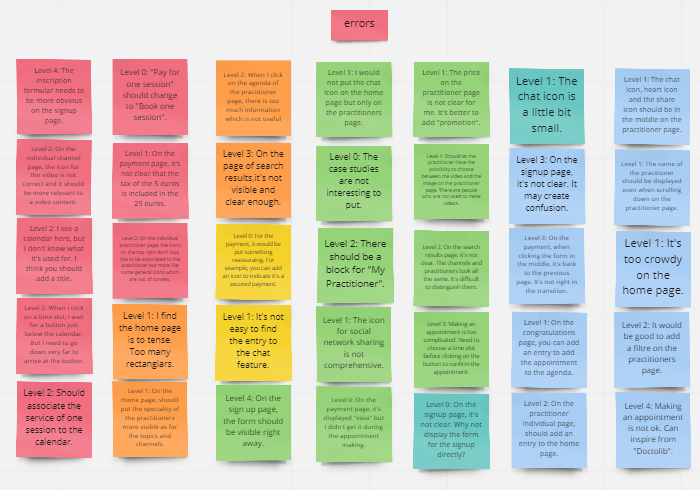 errors
Level 4: The
inscription
formular needs to
be more obvious
on the signup
page.
Level 0: "Pay for
one session"
should change
to "Book one
session".
Level 2: When I click
on the agenda of
the practitioner
page, there is too
much information
which is not useful
Level 1: I would
not put the chat
icon on the home
page but only on
the practitioners
page.
Level 1: The price
on the
practitioner page
is not clear for
me. It's better to
add "promotion".
Level 1: The
chat icon is
a little bit
small.
Level 1: The chat
icon, heart icon
and the share
icon should be in
the middle on the
practitioner page.
Level 2: On the
individual channel
page, the icon for
the video is not
correct and it should
be more relevant to
a video content.
Level 1: On the
payment page, it's
not clear that the
tax of the 5 euros
is included in the
25 euros.
Level 3: On the
page of search
results,it's not
visible and
clear enough.
Level 0: The
case studies
are not
interesting to
put.
Level 1: Should let the
practitioner have the
possibility to choose
between the video and the
image on the practitioner
page. There are people
who are not used to make
videos.
Level 3: On the
signup page,
it's not clear. It
may create
confusion.
Level 1: The name of
the practitioner
should be displayed
even when scrolling
down on the
practitioner page.
Level 2: I see a
calendar here, but
I don't know what
it's used for. I
think you should
add a title.
Level 2: On the individual
practitioner page, the icons
on the top right don't look
like to be associated to the
practitioner but more like
some general icons which
are out of context.
Level 0: For the
payment, it would be
put something
reassuraing. For
example, you can add
an icon to indicate it's a
secured payment.
Level 2: There
should be a
block for "My
Practitioner".
Level 2: On the search
results page, it's not
clear. The channels and
practitioners look all
the same. It's difficult
to distinguish them.
Level 3: On the
payment, when
clicking the form in
the middle, it's back
to the previous
page. It's not right in
the transition.
Level 1: It's
too crowdy
on the
home page.
Level 2: When I click
on a time slot, I wait
for a button just
below the calendar.
But I need to go
down very far to
arrive at the button.
Level 1: I find
the home page
is to tense.
Too many
rectanglars.
Level 1: It's not
easy to find
the entry to
the chat
feature.
Level 1: The icon
for social
network sharing
is not
comprehensive.
Level 3: Making an
appointment is too
complicated. Need to
choose a time slot
before clicking on the
button to confirm the
appointment.
Level 1: On the
congratulations
page, you can add
an entry to add the
appointment to the
agenda.
Level 2: It would
be good to add
a filtre on the
practitioners
page.
Level 2: Should
associate the
service of one
session to the
calendar.
Level 1: On the
Home page, should
put the speciality of
the practitioners
more visible as for
the topics and
channels.
Level 4: On the
sign up page,
the form should
be visible right
away.
Level 0: On the
payment page, it's
displayed "visio" but
I didn't get it during
the appointment
making.
Level 0: On the
signup page, it's
not clear. Why not
display the form
for the signup
directly?
Level 2: On the
practitioner
individual page,
should add an
entry to the home
page.
Level 4: Making
an appointment
is not ok. Can
inspire from
"Doctolib".